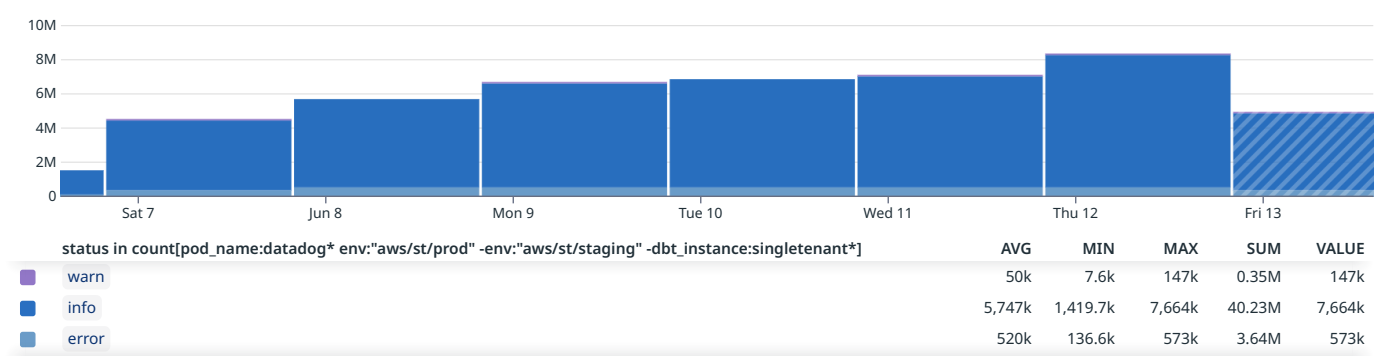 10M
8M
6M
4M
2M
0
Sat 7 Jun 8 Mon 9 Tue 10 Wed 11 Thu 12 Fri 13
status in count[pod_name:datadog* env:"aws/st/prod" -env:"aws/st/staging" -dbt_instance:singletenant*] AVG MIN MAX SUM VALUE
warn 50k 7.6k 147k 0.35M 147k
info 5,747k 1,419.7k 7,664k 40.23M 7,664k
error 520k 136.6k 573k 3.64M 573k